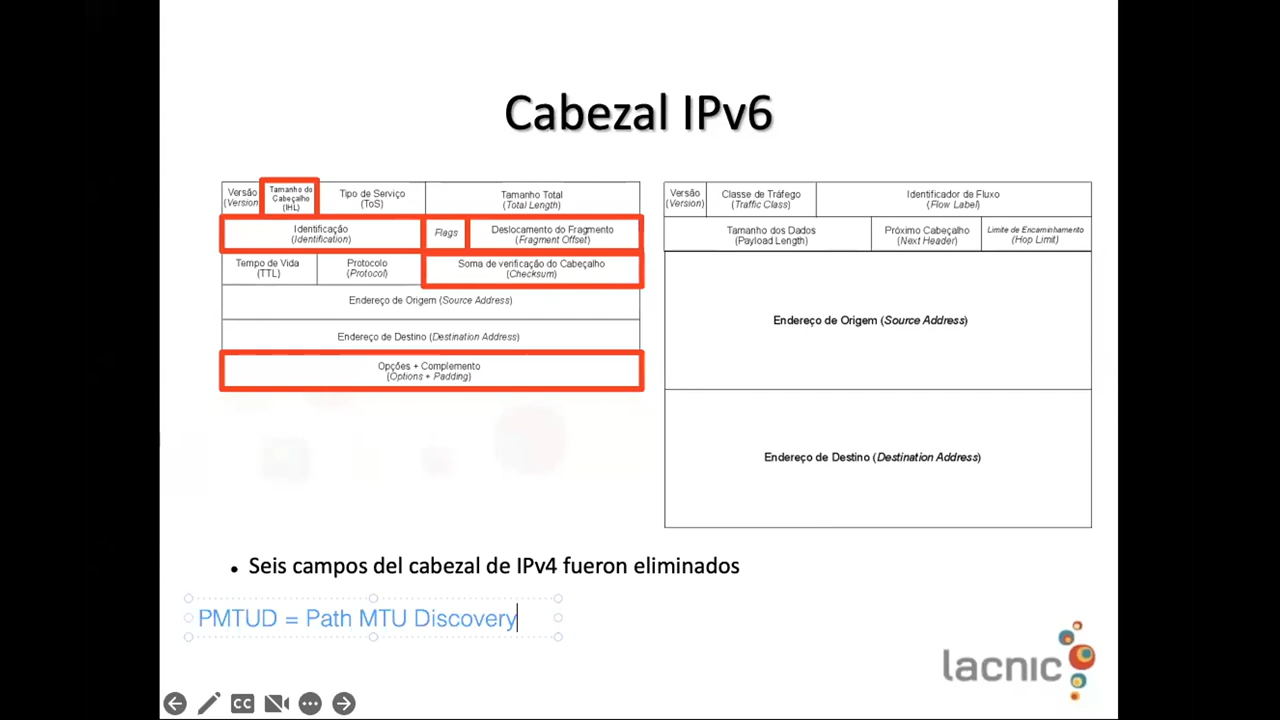 Cabezal IPv6
Versão
(Version)
Tamanho do
Cabeçalho
(IHL)
Tipo de Serviço
(ToS)
Tamanho Total
(Total Length)
Identificação
(Identification)
Flags
Deslocamento do Fragmento
(Fragment Offset)
Tempo de Vida
(TTL)
Protocolo
(Protocol)
Soma de verificação do Cabeçalho
(Checksum)
Endereço de Origem (Source Address)
Endereço de Destino (Destination Address)
Opções + Complemento
(Options + Padding)
Versão
(Version)
Classe de Tráfego
(Traffic Class)
Identificador de Fluxo
(Flow Label)
Tamanho dos Dados
(Payload Length)
Próximo Cabeçalho
(Next Header)
Limite de Encaminhamento
(Hop Limit)
Endereço de Origem (Source Address)
Endereço de Destino (Destination Address)
• Seis campos del cabezal de IPv4 fueron eliminados
PMTUD = Path MTU Discovery
lacnic
CC